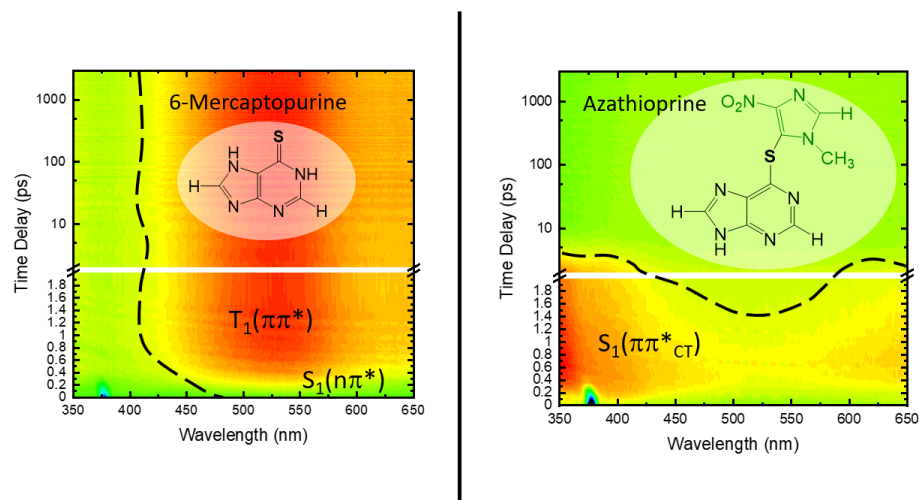 6-Mercaptopurine
S
H
N
NH
H
N
N
H
T₁(ππ*)
S₁(nπ*)
1000
100
10
1.8
1.6
1.4
1.2
1
0.8
0.6
0.4
0.2
0
350 400 450 500 550 600 650
Time Delay (ps)
Wavelength (nm)
Azathioprine
O₂N
N
H
N
CH₃
S
N
N
H
N
H
N
H
S₁(ππ*CT)
1000
100
10
1.8
1.6
1.4
1.2
1
0.8
0.6
0.4
0.2
0
350 400 450 500 550 600 650
Time Delay (ps)
Wavelength (nm)